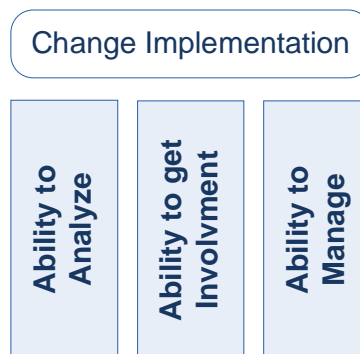 Change Implementation
Ability to
Analyze
Ability to get
Involvment
Ability to
Manage